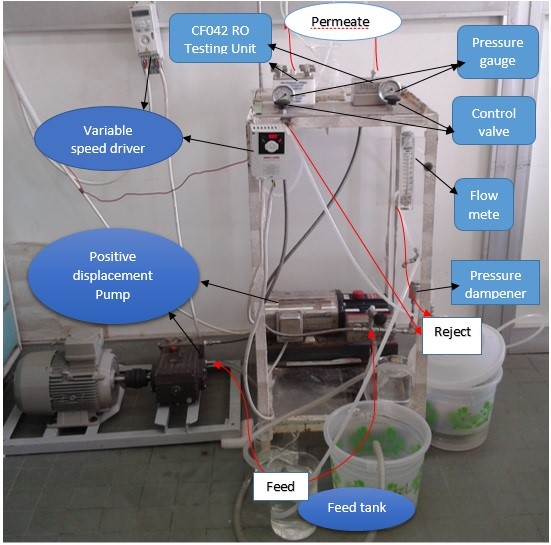 Permeate
CF042 RO
Testing Unit
Pressure
gauge
Control
valve
Variable
speed driver
Flow
mete
Positive
displacement
Pump
Pressure
dampener
Reject
Feed
Feed tank